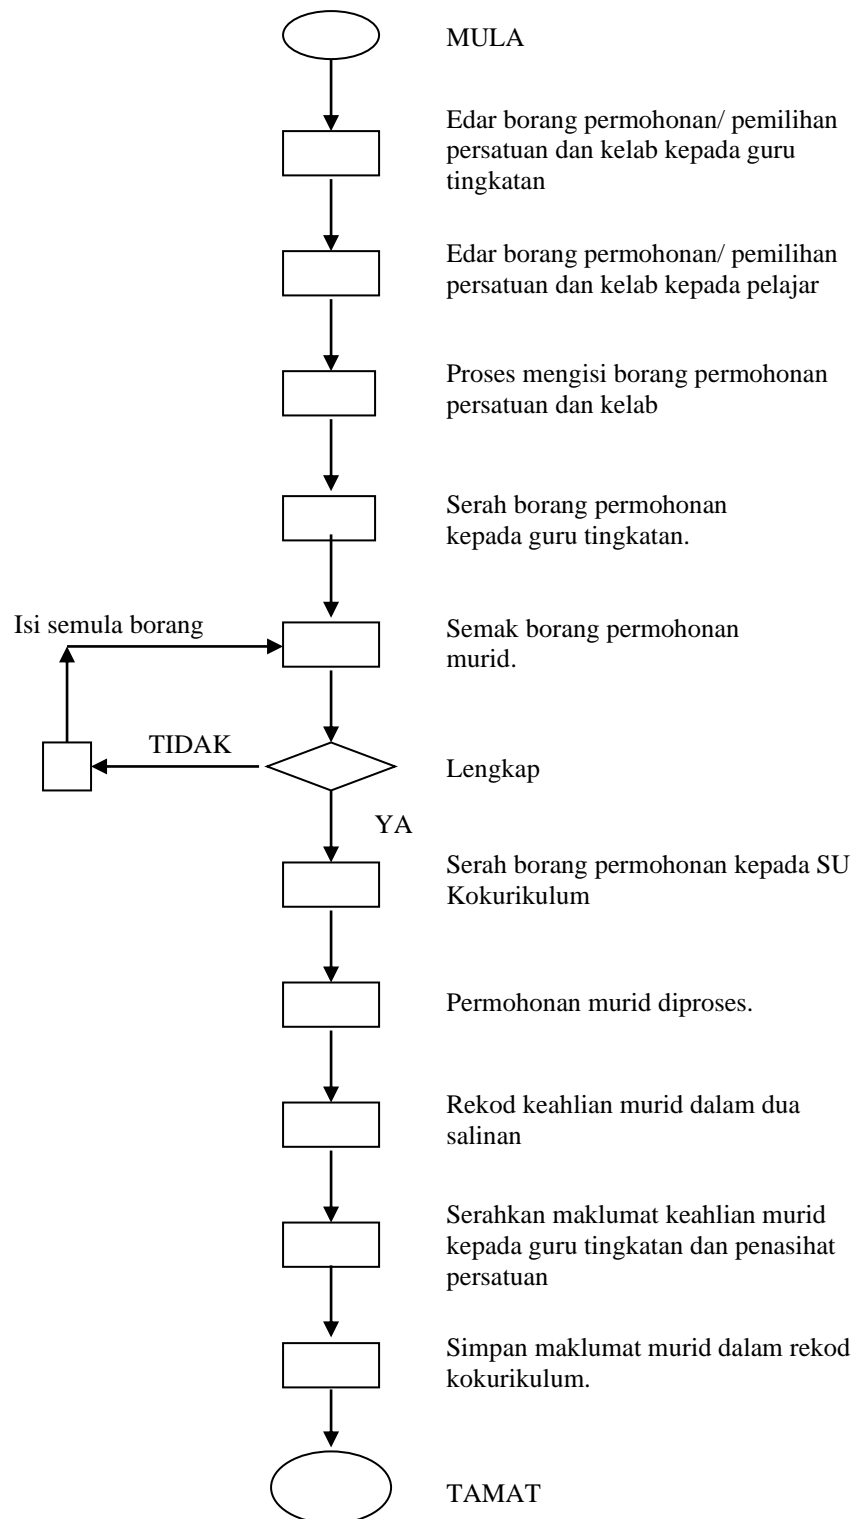 MULA
Edar borang permohonan/ pemilihan
persatuan dan kelab kepada guru
tingkatan
Edar borang permohonan/ pemilihan
persatuan dan kelab kepada pelajar
Proses mengisi borang permohonan
persatuan dan kelab
Serah borang permohonan
kepada guru tingkatan.
Isi semula borang
Semak borang permohonan
murid.
TIDAK
Lengkap
YA
Serah borang permohonan kepada SU
Kokurikulum
Permohonan murid diproses.
Rekod keahlian murid dalam dua
salinan
Serahkan maklumat keahlian murid
kepada guru tingkatan dan penasihat
persatuan
Simpan maklumat murid dalam rekod
kokurikulum.
TAMAT